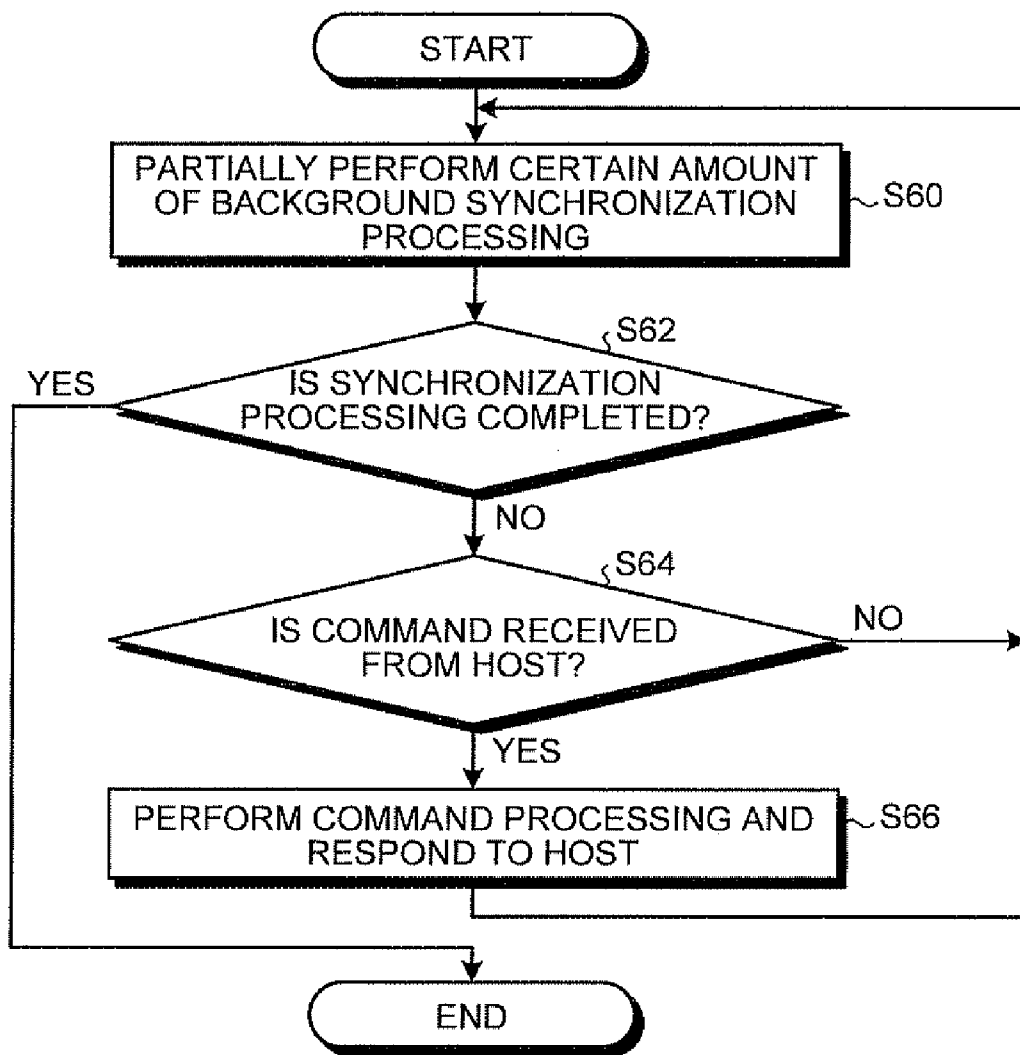 START
PARTIALLY PERFORM CERTAIN AMOUNT
OF BACKGROUND SYNCHRONIZATION
PROCESSING
S60
S62
YES
IS SYNCHRONIZATION
PROCESSING COMPLETED?
NO
S64
IS COMMAND RECEIVED
FROM HOST?
NO
YES
PERFORM COMMAND PROCESSING AND
RESPOND TO HOST
S66
END